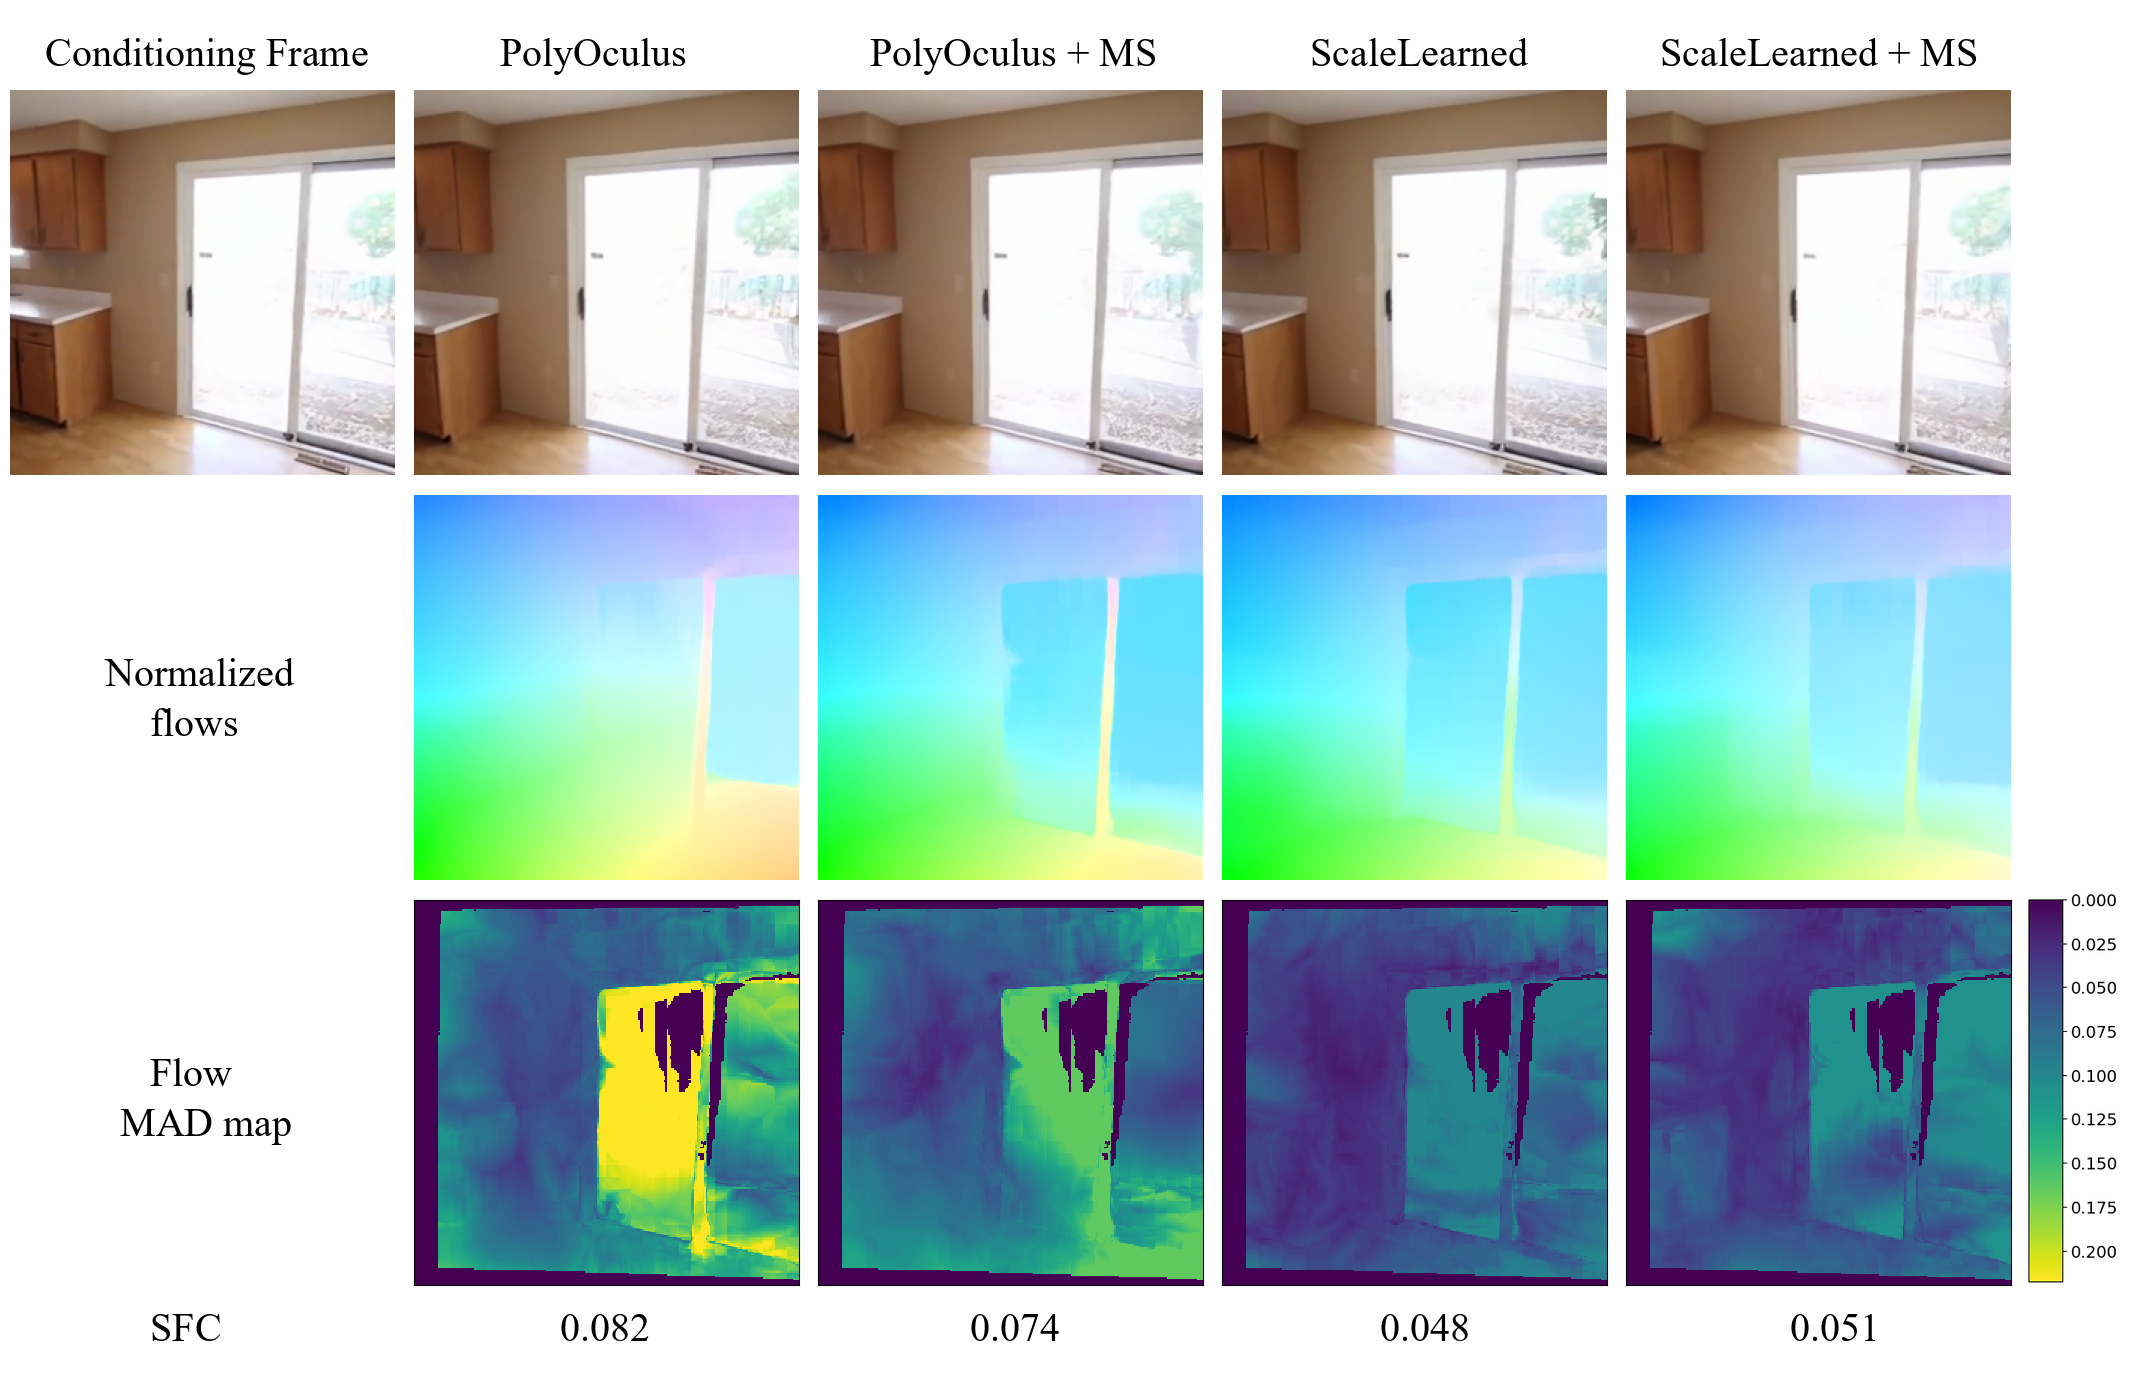 Conditioning Frame
PolyOculus
PolyOculus + MS
ScaleLearned
ScaleLearned + MS
Normalized
flows
Flow
MAD map
0.000
0.025
0.050
0.075
0.100
0.125
0.150
0.175
0.200
SFC
0.082
0.074
0.048
0.051